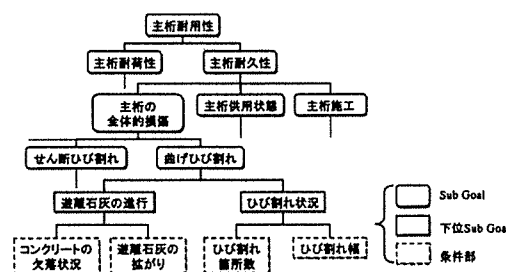 主桁耐用性
主桁耐荷性
主桁耐久性
主桁の
全体的損傷
主桁供用状態
主桁施工
せん断ひび割れ
曲げひび割れ
遊離石灰の進行
ひび割れ状況
コンクリートの
欠落状況
遊離石灰の
拡がり
ひび割れ
箇所数
ひび割れ幅
Sub Goal
下位Sub Goa
条件部